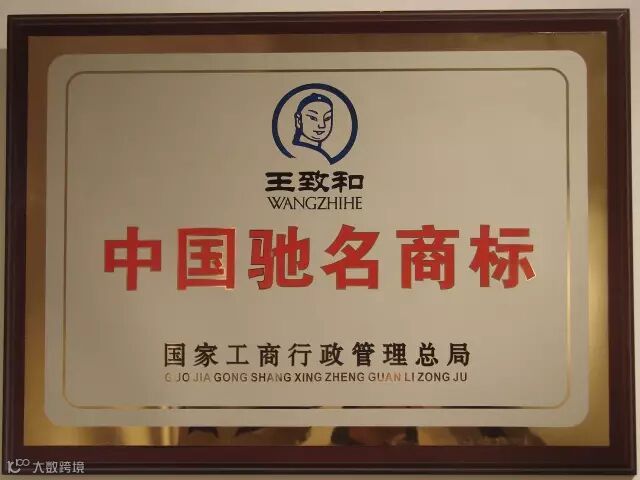 王致和
WANGZHIHE
中国驰名商标
国家工商行政管理总局
GUO JIA GONG SHANG XING ZHENG GUAN LI ZONG JU
大数跨境